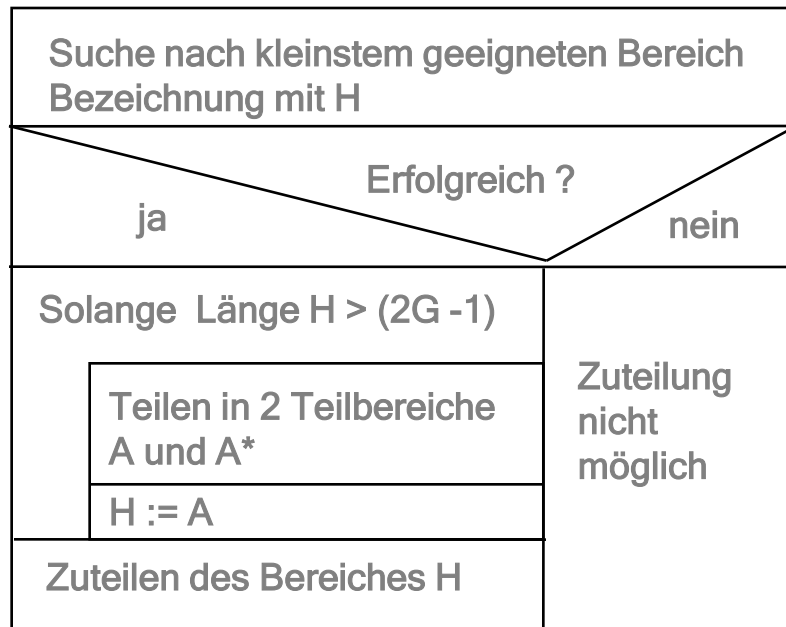 Suche nach kleinstem geeigneten Bereich
Bezeichnung mit H
Erfolgreich ?
ja
nein
Solange Länge H > (2G -1)
Teilen in 2 Teilbereiche
A und A*
H := A
Zuteilen des Bereiches H
Zuteilung
nicht
möglich